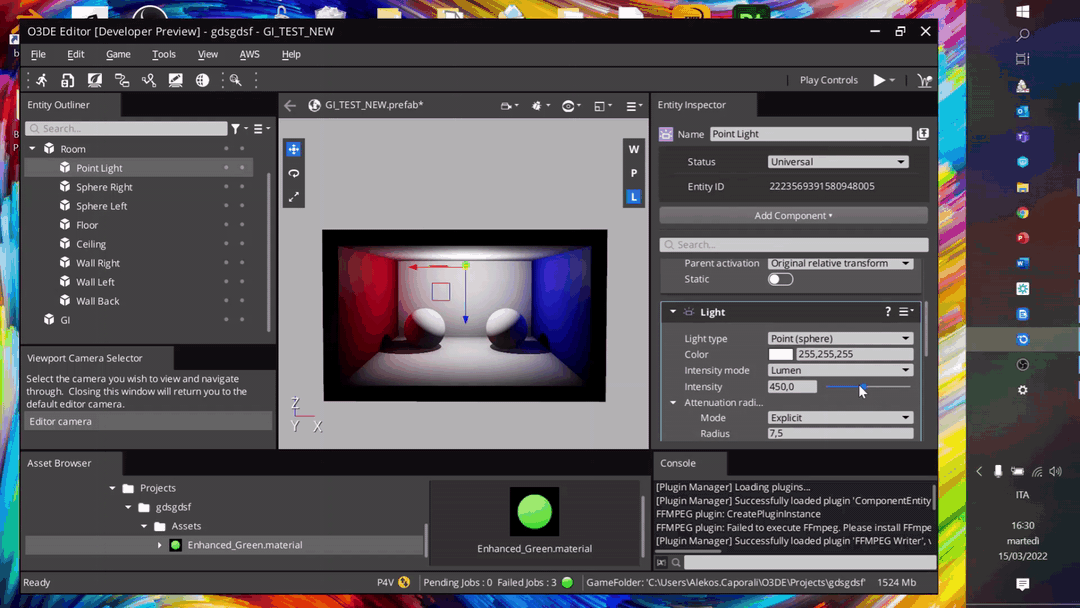 O3DE Editor [Developer Preview] - gdsgdsf - GI_TEST_NEW
File Edit Game Tools View AWS Help
Play Controls
Entity Outliner
Search...
Room
Point Light
Sphere Right
Sphere Left
Floor
Ceiling
Wall Right
Wall Left
Wall Back
GI
Viewport Camera Selector
Select the camera you wish to view and navigate
through. Closing this window will return you to the
default editor camera.
Editor camera
GI_TEST_NEW.prefab*
W
P
L
Z
Y X
Entity Inspector
Name Point Light
Status Universal
Entity ID 2223569391580948005
Add Component
Search...
Parent activation Original relative transform
Static
Light ?
Light type Point (sphere)
Color 255,255,255
Intensity mode Lumen
Intensity 450,0
Attenuation radi...
Mode Explicit
Radius 7,5
Asset Browser
Projects
gdsgdsf
Assets
Enhanced_Green.material
Enhanced_Green.material
Console
[Plugin Manager] Loading plugins...
[Plugin Manager] Successfully loaded plugin 'ComponentEntity
FFMPEG plugin: CreatePluginInstance
FFMPEG plugin: Failed to execute FFmpeg. Please install FFmpe
[Plugin Manager] Successfully loaded plugin 'FFMPEG Writer', v
Ready P4V Pending Jobs : 0 Failed Jobs : 3 GameFolder: 'C:\Users\Alekos.Caporali\O3DE\Projects\gdsgdsf' 1524 Mb
ITA
16:30
martedì
15/03/2022